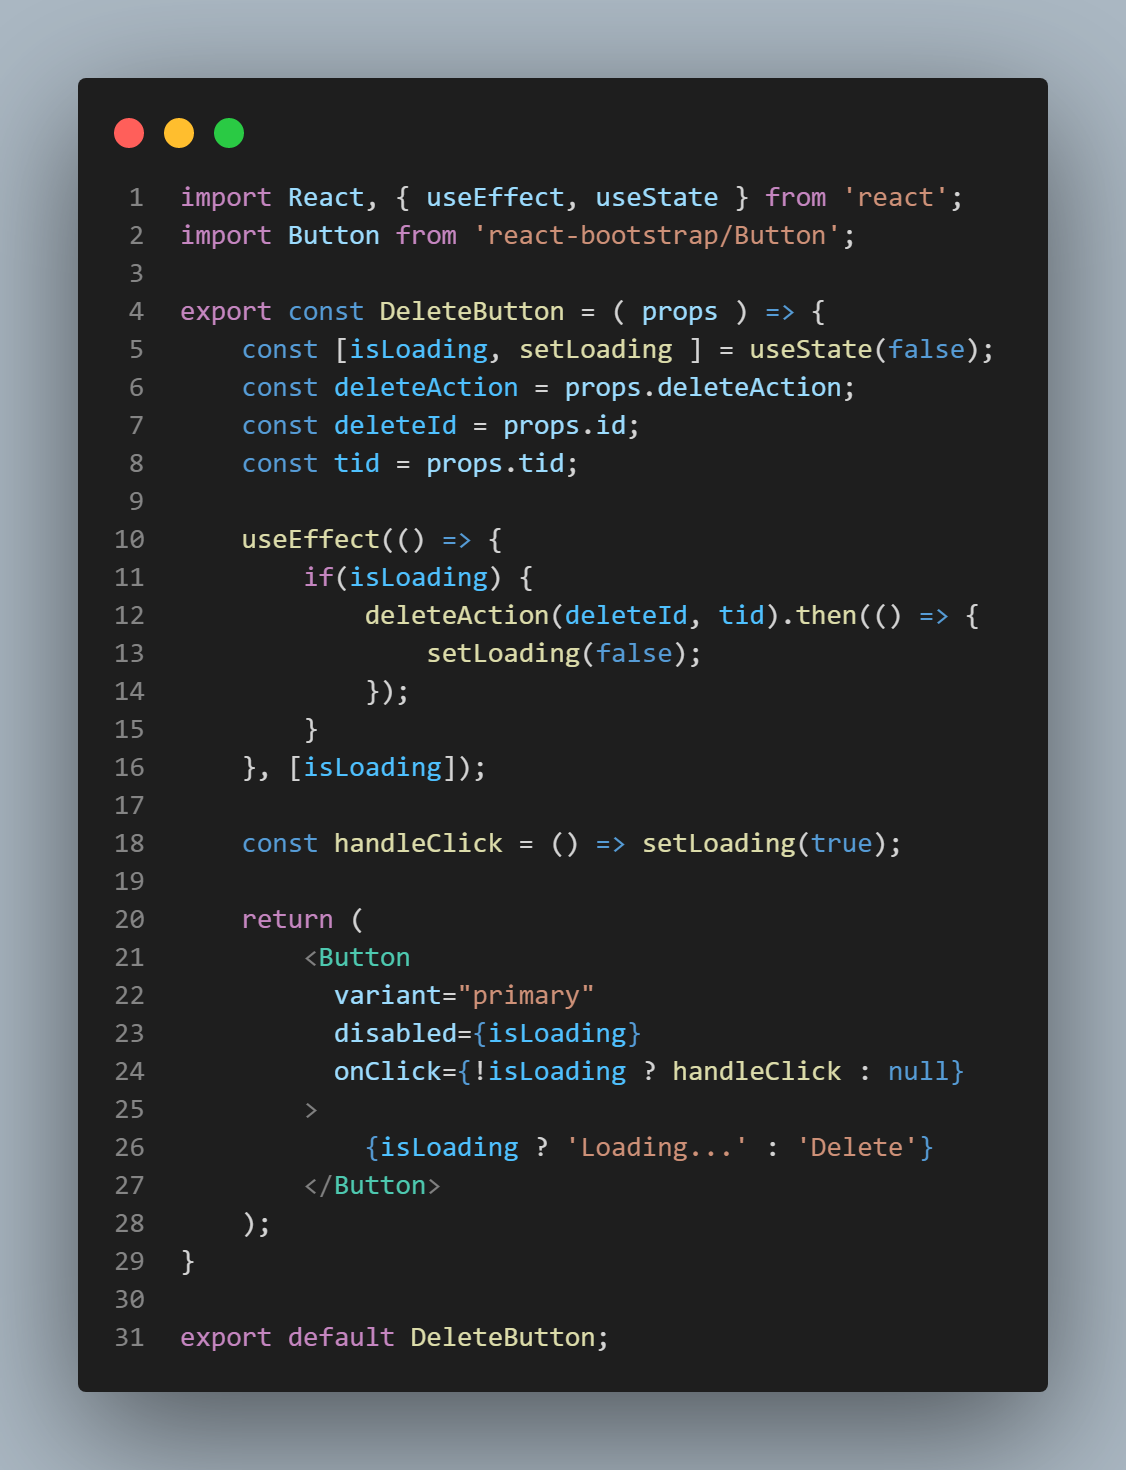 1 import React, { useEffect, useState } from 'react';
2 import Button from 'react-bootstrap/Button';
3
4 export const DeleteButton = ( props ) => {
5     const [isLoading, setLoading ] = useState(false);
6     const deleteAction = props.deleteAction;
7     const deleteId = props.id;
8     const tid = props.tid;
9
10     useEffect(() => {
11         if(isLoading) {
12             deleteAction(deleteId, tid).then(() => {
13                 setLoading(false);
14             });
15         }
16     }, [isLoading]);
17
18     const handleClick = () => setLoading(true);
19
20     return (
21         <Button
22           variant="primary"
23           disabled={isLoading}
24           onClick={!isLoading ? handleClick : null}
25         >
26             {isLoading ? 'Loading...' : 'Delete'}
27         </Button>
28     );
29 }
30
31 export default DeleteButton;